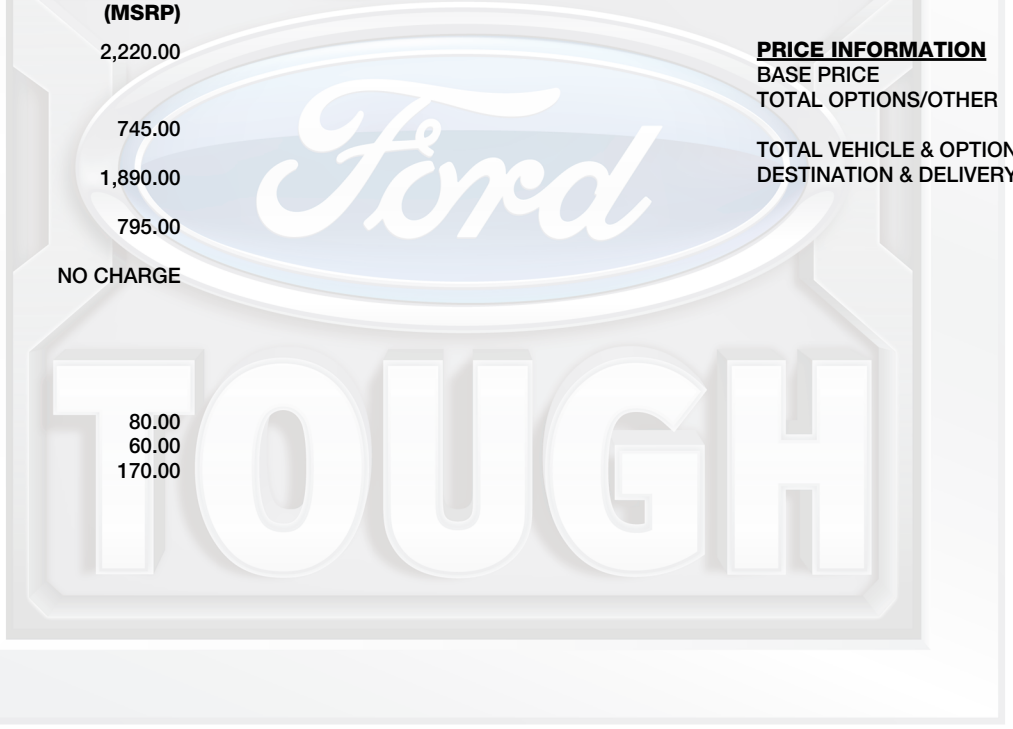 (MSRP)
2,220.00
745.00
1,890.00
795.00
NO CHARGE
80.00
60.00
170.00
PRICE INFORMATION
BASE PRICE
TOTAL OPTIONS/OTHER
TOTAL VEHICLE & OPTION
DESTINATION & DELIVERY
Ford
TOUGH